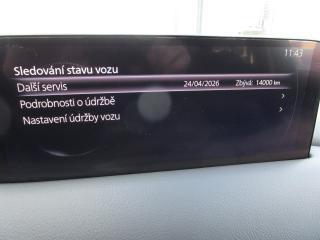 11:43
Sledování stavu vozu
Další servis 24/04/2026 Zbývá: 14000 km
Podrobnosti o údržbě
Nastavení údržby vozu